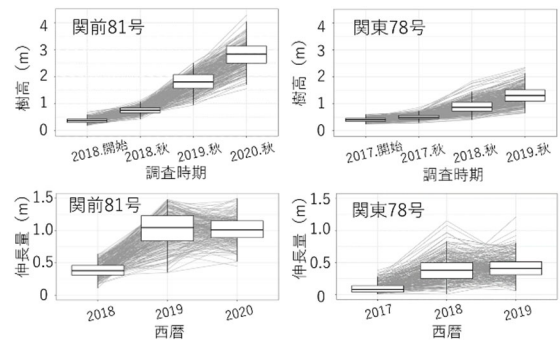 関前81号
4
3
2
1
0
樹高（m）
2018.開始
2018.秋
2019.秋
2020.秋
調査時期
関東78号
4
3
2
1
0
樹高（m）
2017.開始
2017.秋
2018.秋
2019.秋
調査時期
関前81号
1.5
1.0
0.5
0
伸長量（m）
2018
2019
2020
西暦
関東78号
1.5
1.0
0.5
0
伸長量（m）
2017
2018
2019
西暦